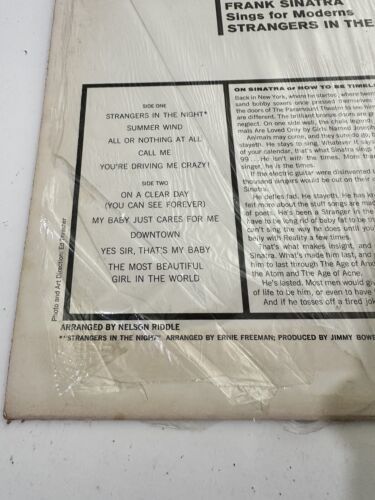 FRANK SINATRA
Sings for Moderns
STRANGERS IN THE
SIDE ONE
STRANGERS IN THE NIGHT*
SUMMER WIND
ALL OR NOTHING AT ALL
CALL ME
YOU'RE DRIVING ME CRAZY!
SIDE TWO
ON A CLEAR DAY
(YOU CAN SEE FOREVER)
MY BABY JUST CARES FOR ME
DOWNTOWN
YES SIR, THAT'S MY BABY
THE MOST BEAUTIFUL
GIRL IN THE WORLD
Photo and Art Direction: Ed Thrasher
ARRANGED BY NELSON RIDDLE
*"STRANGERS IN THE NIGHT" ARRANGED BY ERNIE FREEMAN; PRODUCED BY JIMMY BOWE
ON SINATRA or HOW TO BE TIMEL
Back in New York, where he started, where
sand bobby soxers once pressed themselves
the doors of The Paramount Theatre to see him
are different. The brilliant bronze doors are
neglect. On one side wall, the chalk legend:
mals Are Loved Only by Girls Named Joseph
Animals may come, and they surely do go, but
stayeth. He stays to sing. Whatever it says
of your calendar, that's what Sinatra sings
99 ... He isn't with the times. More than
singer, he is the times.
If the electric guitar were disinvented
thousand singers would be out on their
Sinatra.
He defies fad. He stayeth. He has known
felt more about the stuff songs are made
of poets. He's been a Stranger in the
have to be long rid of baby fat to be this
can't sing the way he does until you
belly with Reality a few times.
That's what makes insight, and
Sinatra. What's made him last, and
him to last through The Age of Anx
the Atom and The Age of Acne.
He's lasted. Most men would give
of life to be him, or even to have
And if he tosses off a tired jok